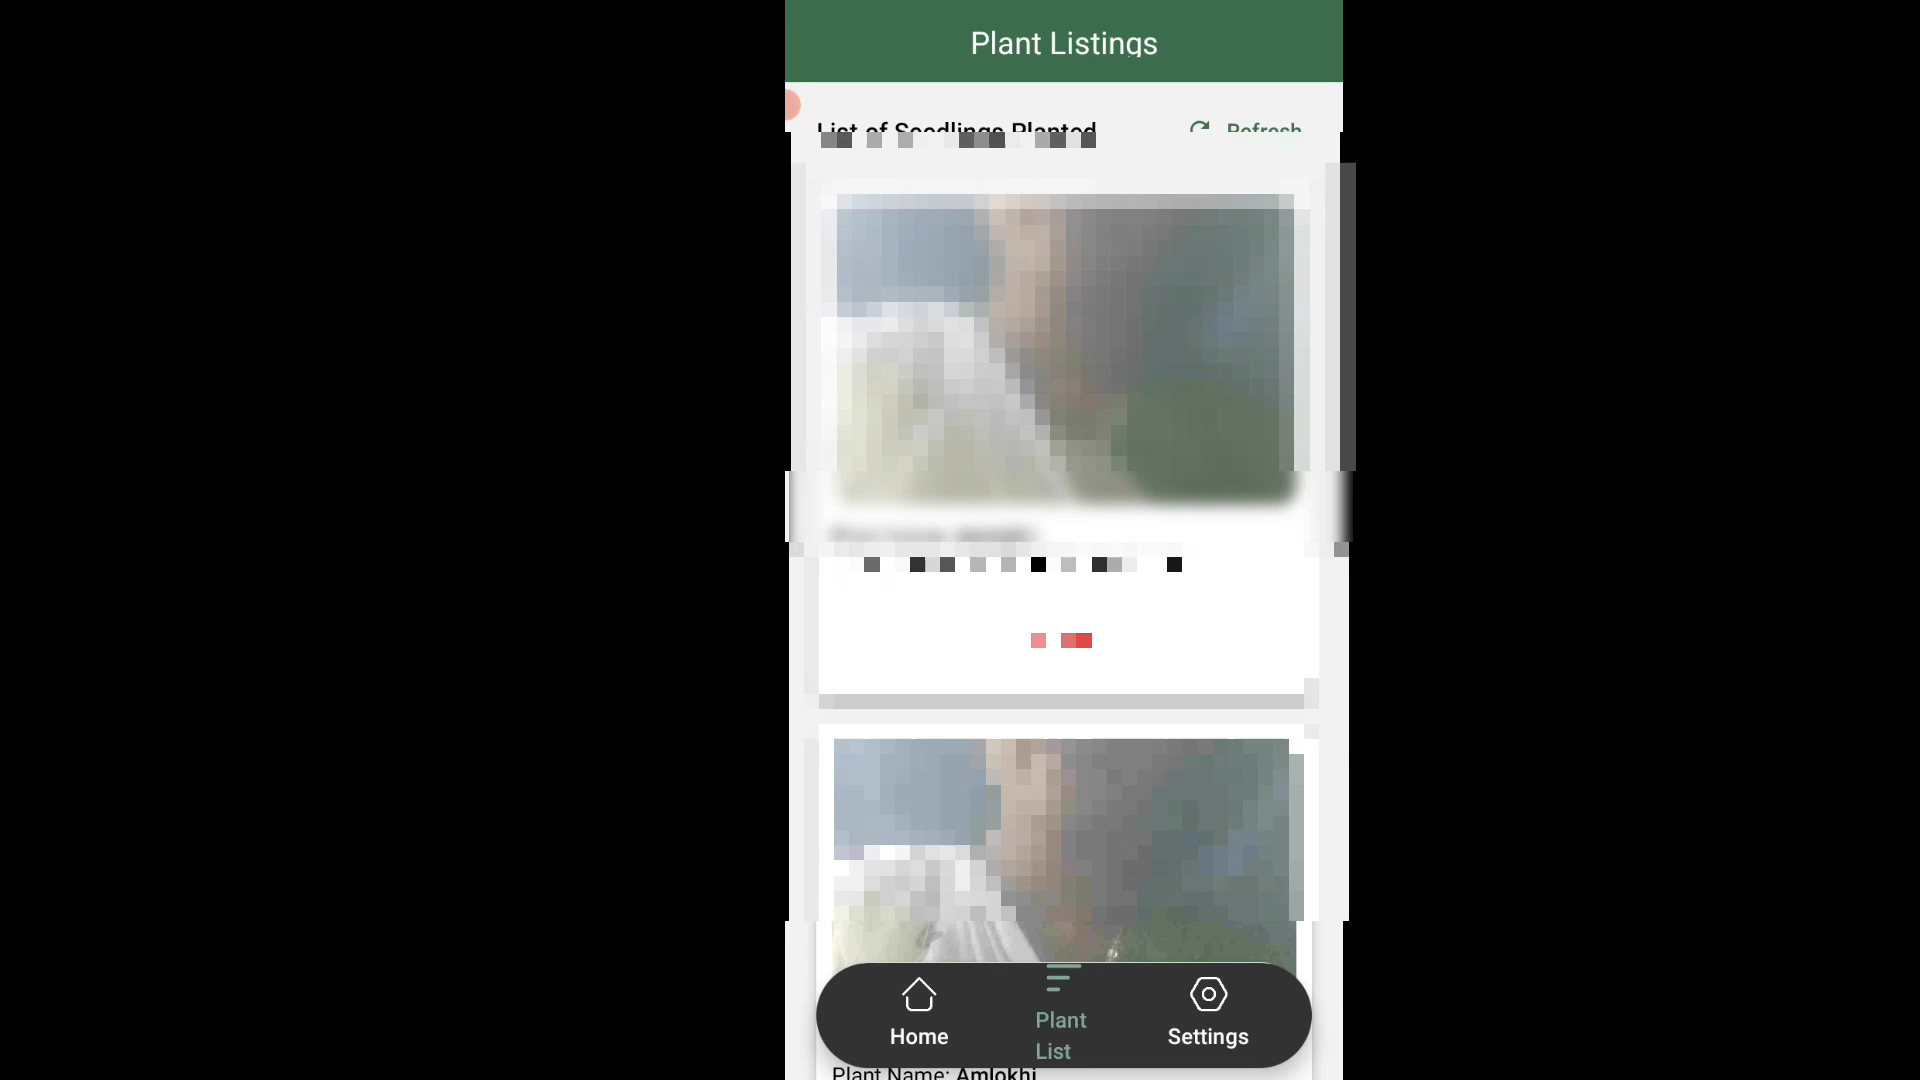 Plant Listings
List of Seedlings Planted
Refresh
Home
Plant
List
Settings
Plant Name: Amlokhi